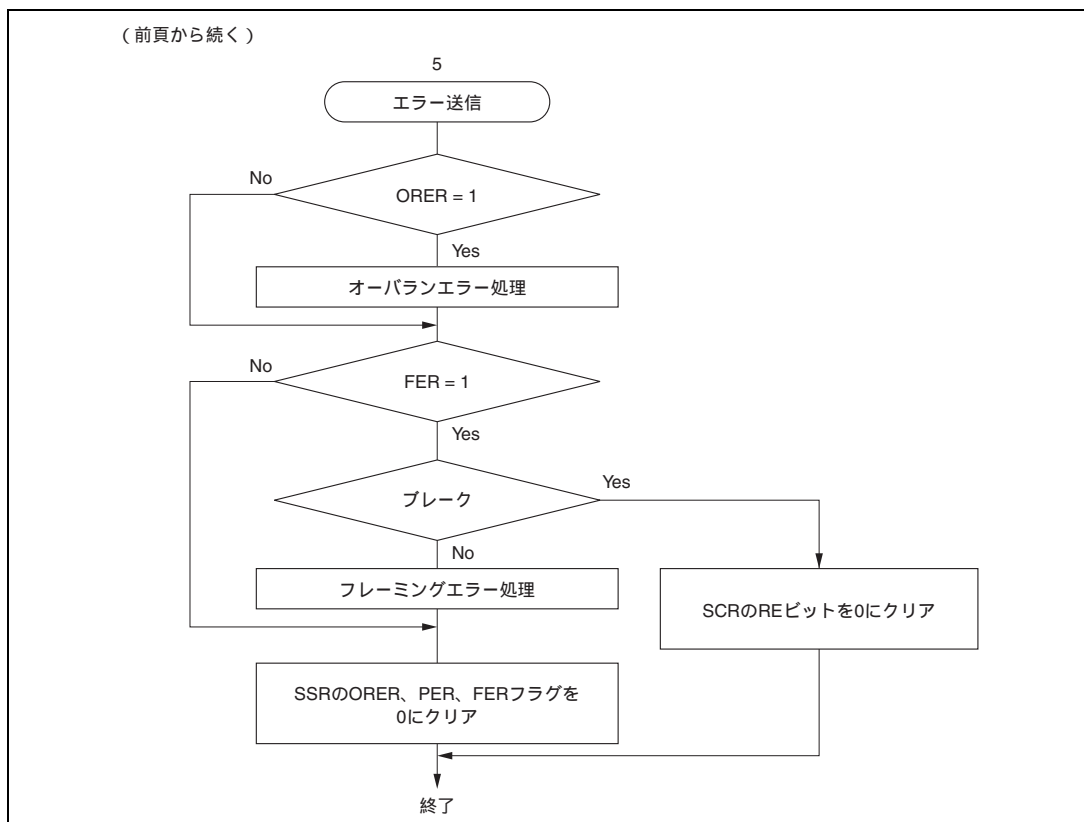 （前頁から続く）
5
エラー送信
No
ORER = 1
Yes
オーバランエラー処理
No
FER = 1
Yes
ブレーク
Yes
No
フレーミングエラー処理
SCRのREビットを0にクリア
SSRのORER、PER、FERフラグを
0にクリア
終了